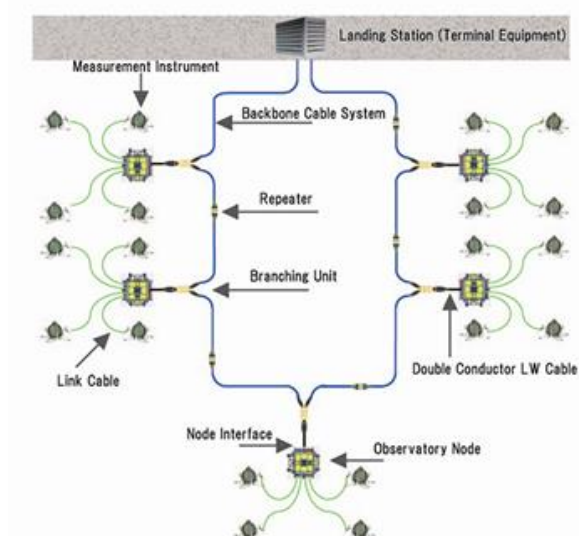 Landing Station (Terminal Equipment)
Measurement Instrument
Backbone Cable System
Repeater
Branching Unit
Double Conductor LW Cable
Link Cable
Node Interface
Observatory Node